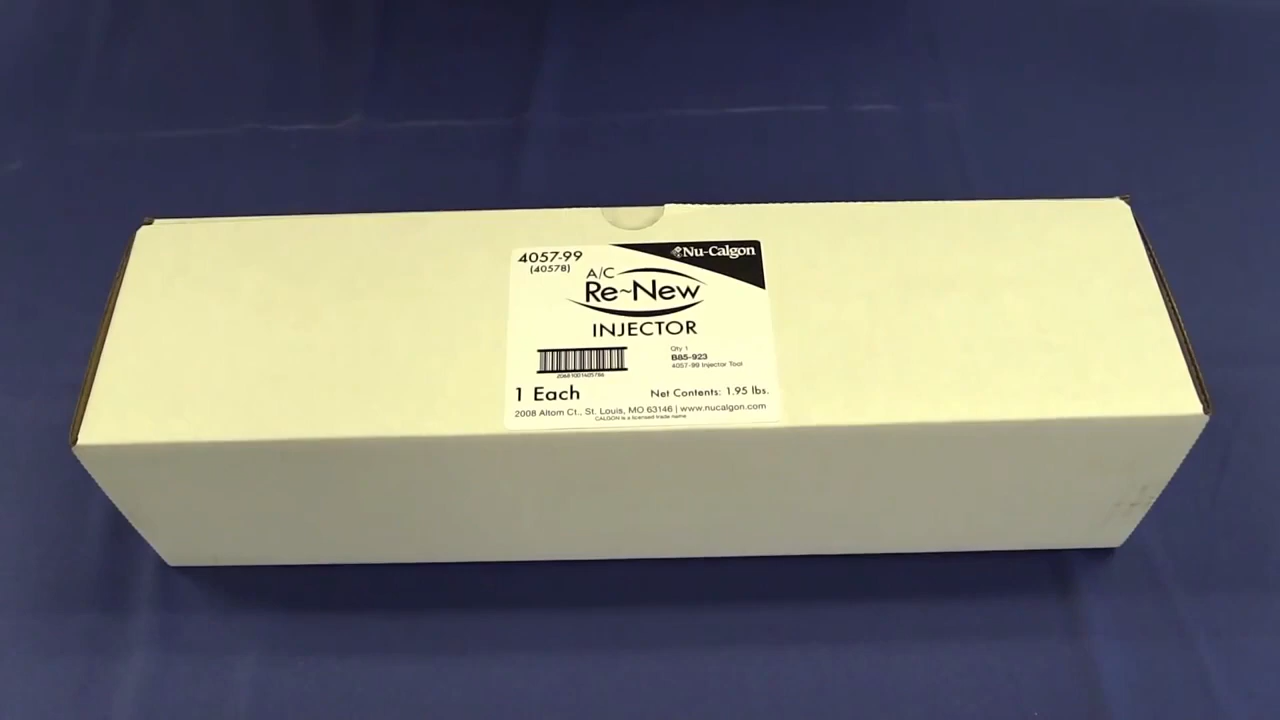 4057-99
(40578)
Nu-Calgon
A/C
Re~New
INJECTOR
Qty 1
B85-923
4057-99 Injector Tool
1 Each
Net Contents: 1.95 lbs.
2008 Altom Ct., St. Louis, MO 63146 | www.nucalgon.com
CALGON is a licensed trade name